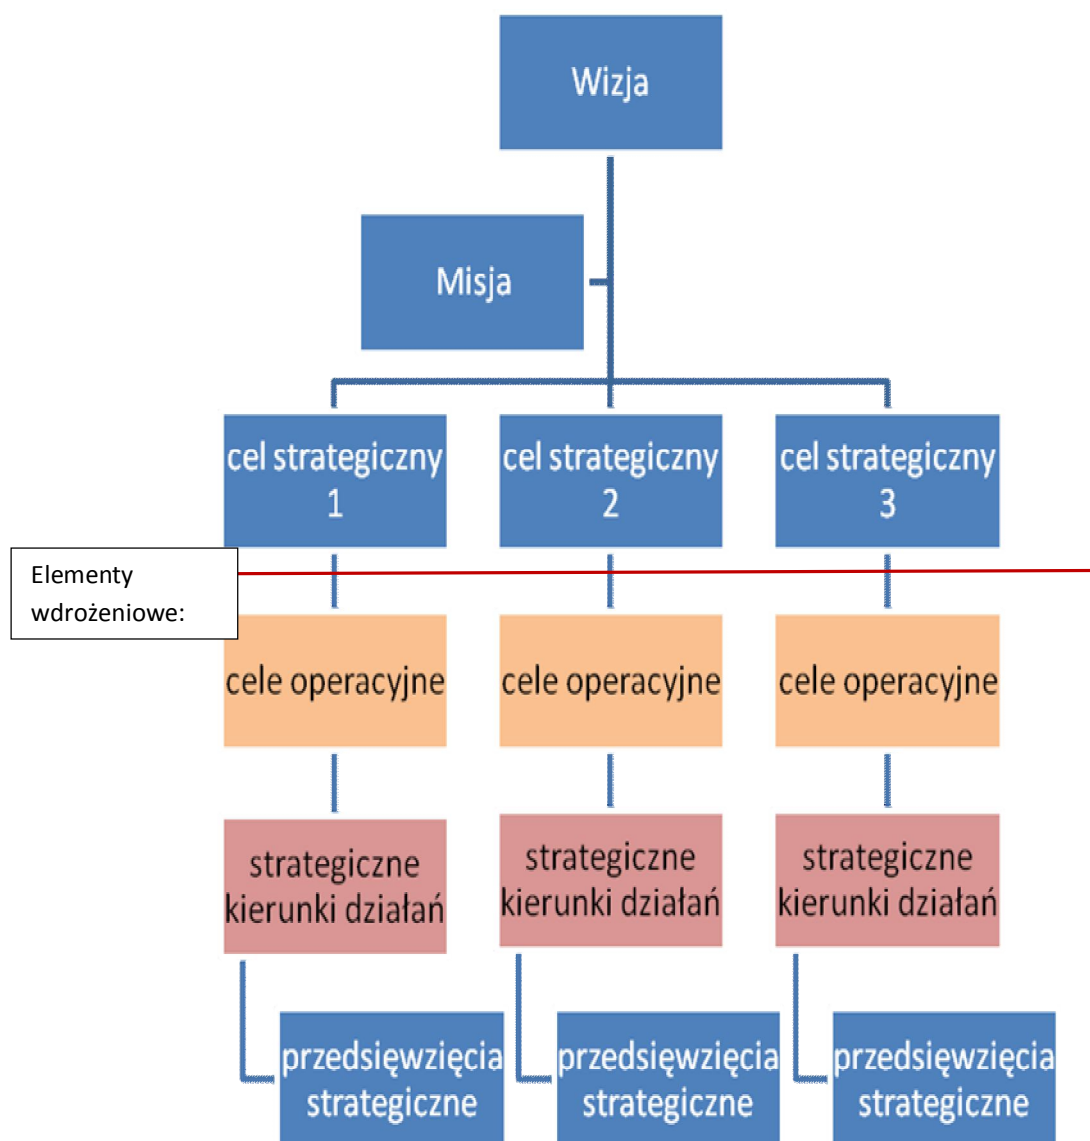 Wizja
Misja
cel strategiczny
1
cel strategiczny
2
cel strategiczny
3
Elementy
wdrożeniowe:
cele operacyjne
cele operacyjne
cele operacyjne
strategiczne
kierunki działań
strategiczne
kierunki działań
strategiczne
kierunki działań
przedsięwzięcia
strategiczne
przedsięwzięcia
strategiczne
przedsięwzięcia
strategiczne